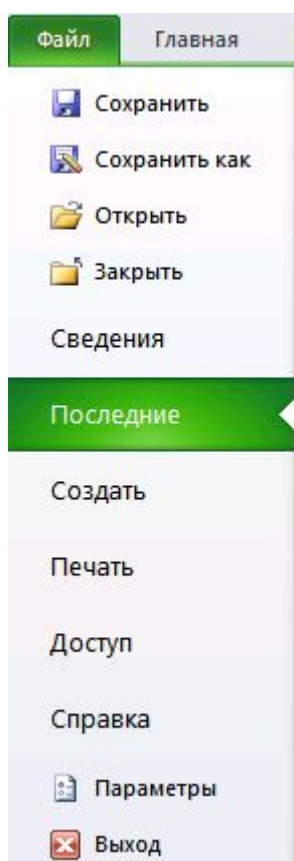 Файл Главная
Сохранить
Сохранить как
Открыть
Закрыть
Сведения
Последние
Создать
Печать
Доступ
Справка
Параметры
Выход